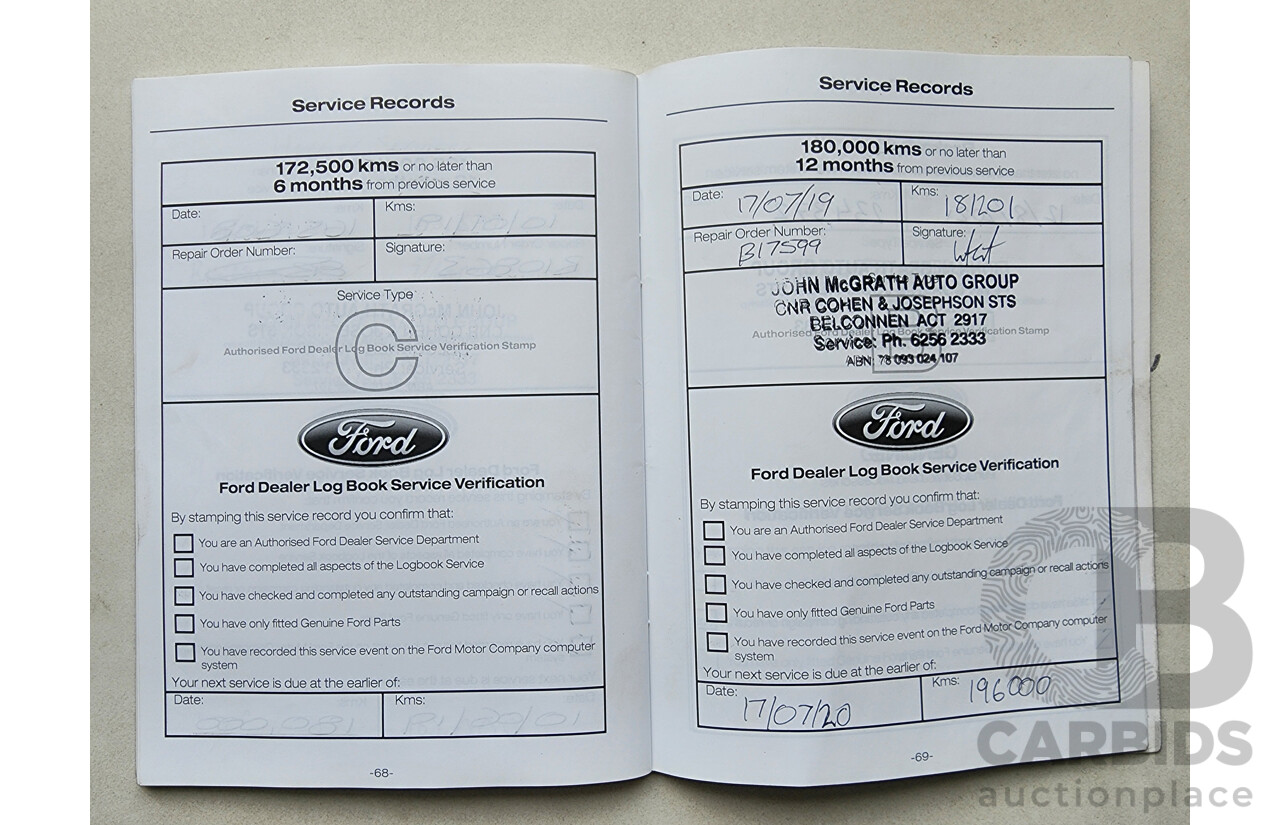 Service Records
172,500 kms or no later than
6 months from previous service
Date:
Kms:
Repair Order Number:
Signature:
Service Type
C
Authorised Ford Dealer Log Book Service Verification Stamp
Ford
Ford Dealer Log Book Service Verification
By stamping this service record you confirm that:
You are an Authorised Ford Dealer Service Department
You have completed all aspects of the Logbook Service
You have checked and completed any outstanding campaign or recall actions
You have only fitted Genuine Ford Parts
You have recorded this service event on the Ford Motor Company computer
system
Your next service is due at the earlier of:
Date:
Kms:
-68-
Service Records
180,000 kms or no later than
12 months from previous service
Date: 17/07/19
Kms: 181201
Repair Order Number: B17599
Signature:
JOHN McGRATH AUTO GROUP
CNR COHEN & JOSEPHSON STS
BELCONNEN ACT 2917
Authorised Ford Dealer Log Book Service Verification Stamp
Service: Ph. 6256 2333
ABN: 78 093 024 107
B
Ford
Ford Dealer Log Book Service Verification
By stamping this service record you confirm that:
You are an Authorised Ford Dealer Service Department
You have completed all aspects of the Logbook Service
You have checked and completed any outstanding campaign or recall actions
You have only fitted Genuine Ford Parts
You have recorded this service event on the Ford Motor Company computer
system
Your next service is due at the earlier of:
Date: 17/07/20
Kms: 196000
-69-
CB
CARBIDS
auctionplace